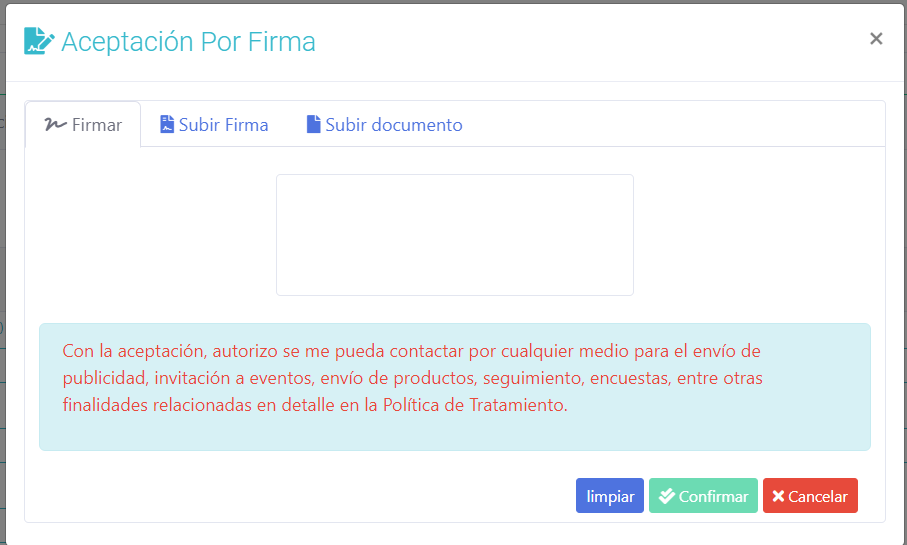 Aceptación Por Firma
×
Firmar
Subir Firma
Subir documento
Con la aceptación, autorizo se me pueda contactar por cualquier medio para el envío de
publicidad, invitación a eventos, envío de productos, seguimiento, encuestas, entre otras
finalidades relacionadas en detalle en la Política de Tratamiento.
limpiar
Confirmar
Cancelar